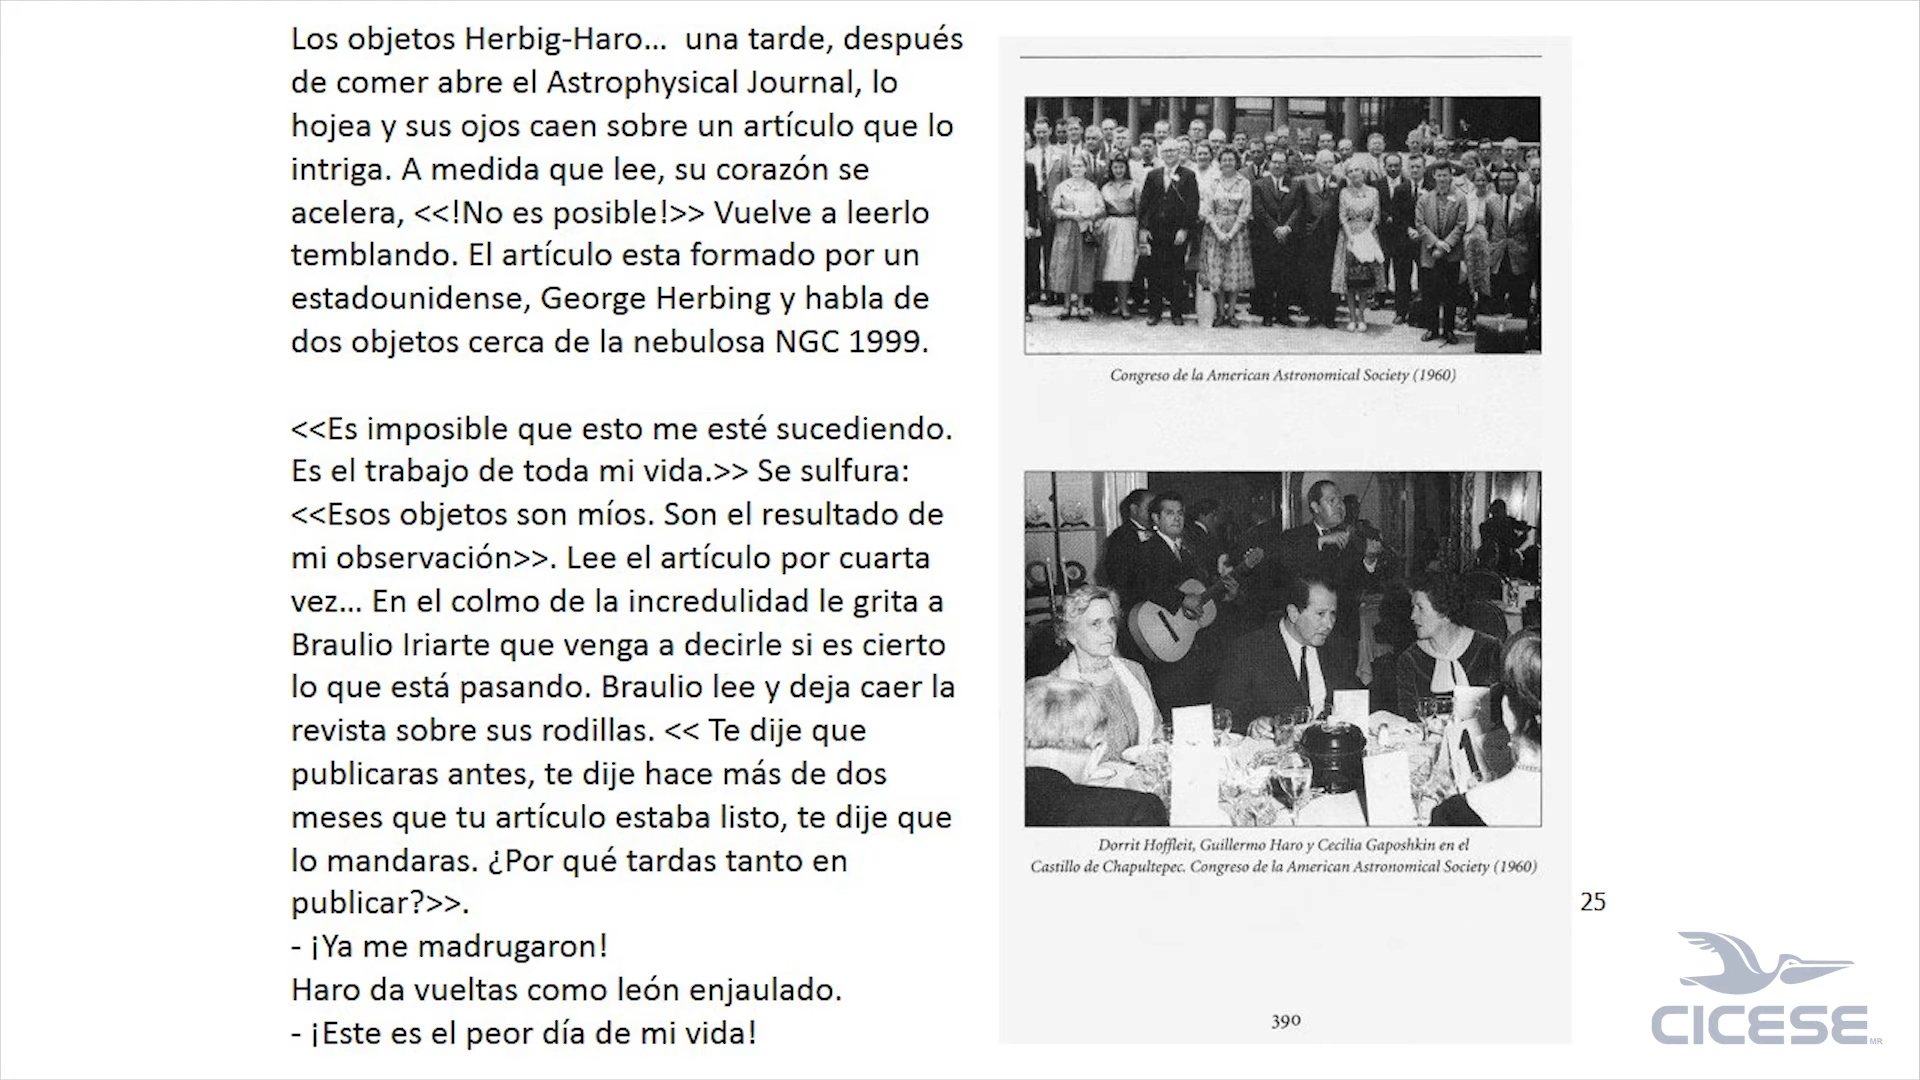 Los objetos Herbig-Haro... una tarde, después
de comer abre el Astrophysical Journal, lo
hojea y sus ojos caen sobre un artículo que lo
intriga. A medida que lee, su corazón se
acelera, <<!No es posible!>> Vuelve a leerlo
temblando. El artículo esta formado por un
estadounidense, George Herbing y habla de
dos objetos cerca de la nebulosa NGC 1999.
<<Es imposible que esto me esté sucediendo.
Es el trabajo de toda mi vida.>> Se sulfura:
<<Esos objetos son míos. Son el resultado de
mi observación>>. Lee el artículo por cuarta
vez... En el colmo de la incredulidad le grita a
Braulio Iriarte que venga a decirle si es cierto
lo que está pasando. Braulio lee y deja caer la
revista sobre sus rodillas. << Te dije que
publicaras antes, te dije hace más de dos
meses que tu artículo estaba listo, te dije que
lo mandaras. ¿Por qué tardas tanto en
publicar?>>.
- ¡Ya me madrugaron!
Haro da vueltas como león enjaulado.
- ¡Este es el peor día de mi vida!
Congreso de la American Astronomical Society (1960)
1
Dorrit Hoffleit, Guillermo Haro y Cecilia Gaposhkin en el
Castillo de Chapultepec. Congreso de la American Astronomical Society (1960)
390
25
CICESE
MR